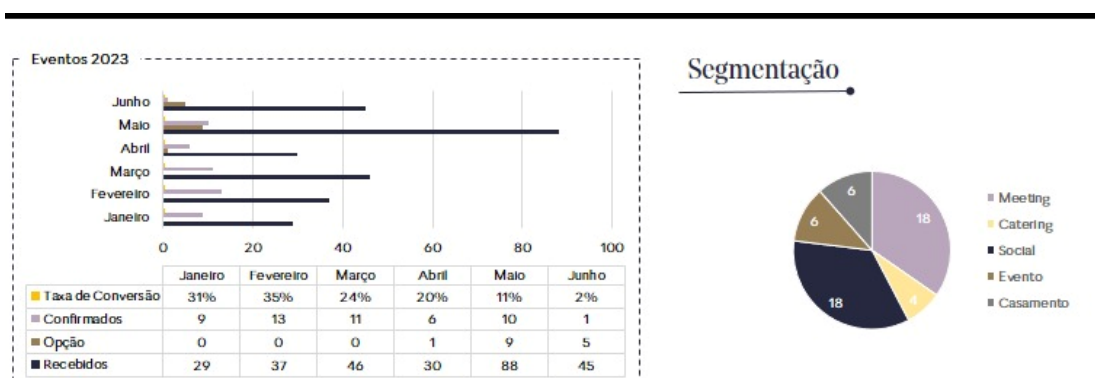 Eventos 2023
Junho
Maio
Abril
Março
Fevereiro
Janeiro
0 20 40 60 80 100
Janeiro Fevereiro Março Abril Maio Junho
Taxa de Conversão 31% 35% 24% 20% 11% 2%
Confirmados 9 13 11 6 10 1
Opção 0 0 0 1 9 5
Recebidos 29 37 46 30 88 45
Segmentação
6
18
6
18
4
Meeting
Catering
Social
Evento
Casamento